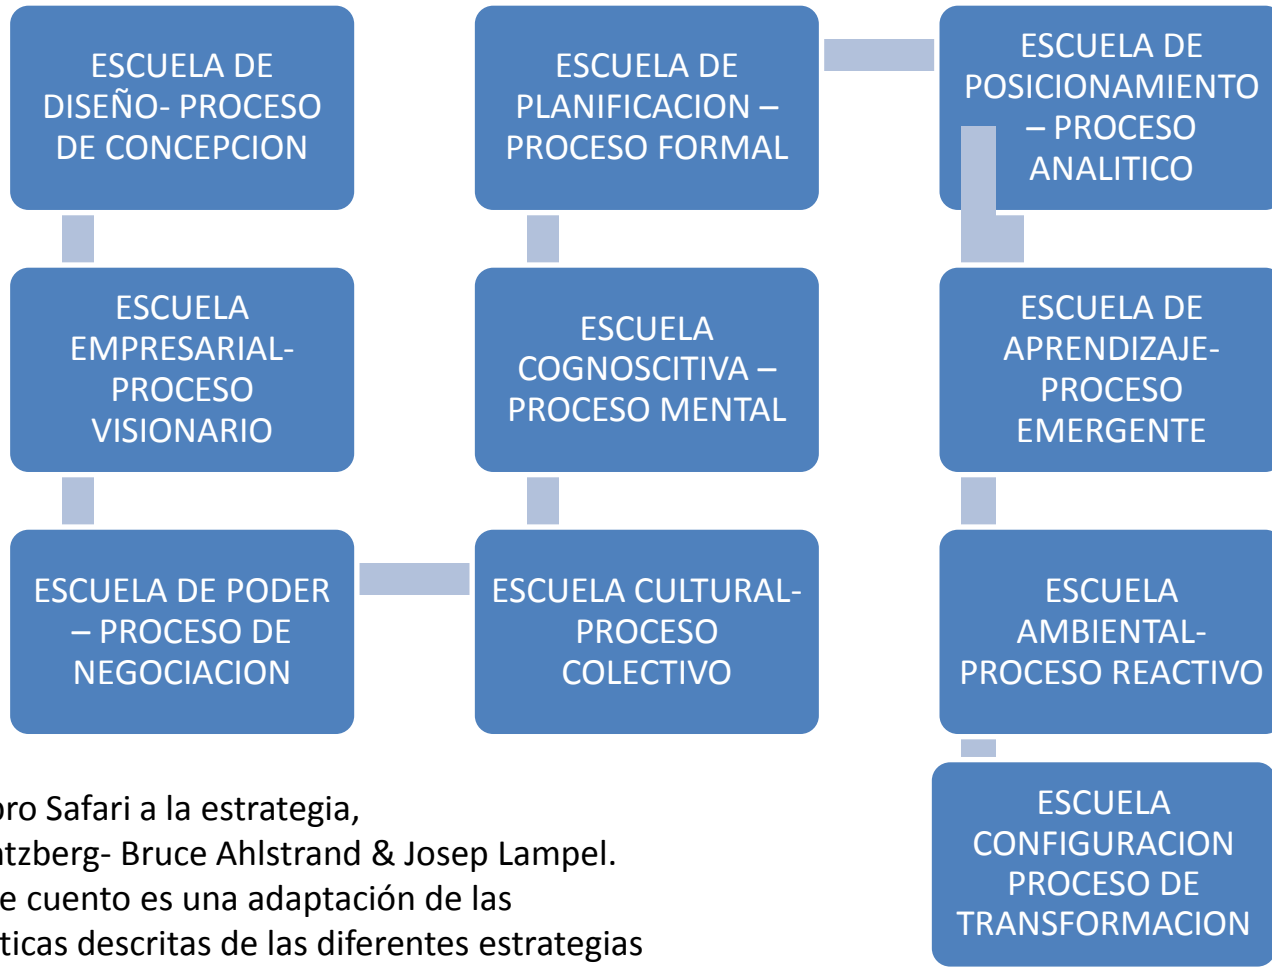 ESCUELA DE
DISEÑO- PROCESO
DE CONCEPCION
ESCUELA
EMPRESARIAL-
PROCESO
VISIONARIO
ESCUELA DE PODER
– PROCESO DE
NEGOCIACION
ESCUELA CULTURAL-
PROCESO
COLECTIVO
ESCUELA
COGNOSCITIVA –
PROCESO MENTAL
ESCUELA DE
PLANIFICACION –
PROCESO FORMAL
ESCUELA DE
POSICIONAMIENTO
– PROCESO
ANALITICO
ESCUELA DE
APRENDIZAJE-
PROCESO
EMERGENTE
ESCUELA
AMBIENTAL-
PROCESO REACTIVO
ESCUELA
CONFIGURACION
PROCESO DE
TRANSFORMACION
Safari a la estrategia,
Bruce Ahlstrand & Josep Lampel.
cuento es una adaptación de las
descritas de las diferentes estrategias